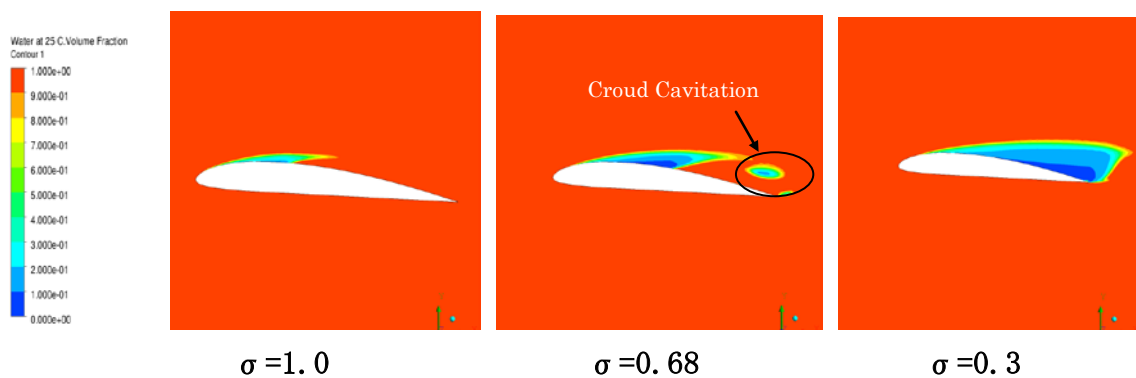 Water at 25 C.Volume Fraction
Contour 1
1.000e+00
9.000e-01
8.000e-01
7.000e-01
6.000e-01
5.000e-01
4.000e-01
3.000e-01
2.000e-01
1.000e-01
0.000e+00
Croud Cavitation
σ=1.0
σ=0.68
σ=0.3